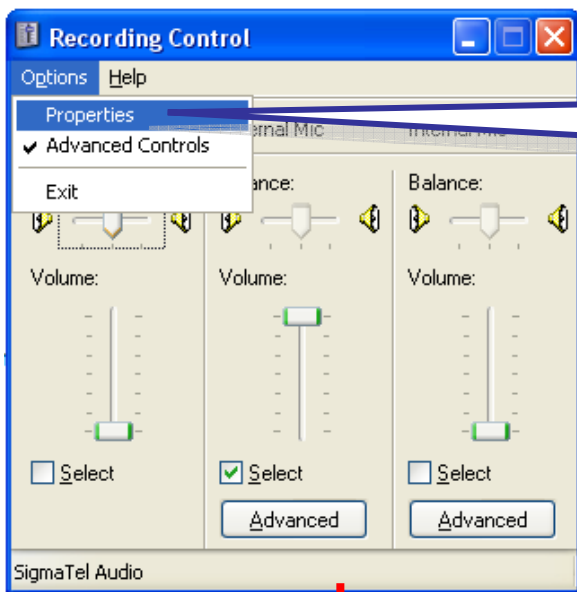 Recording Control
Options Help
Properties
Advanced Controls
Exit
Mic
Balance:
Volume: Volume: Volume:
Select Select Select
Advanced Advanced
SigmaTel Audio